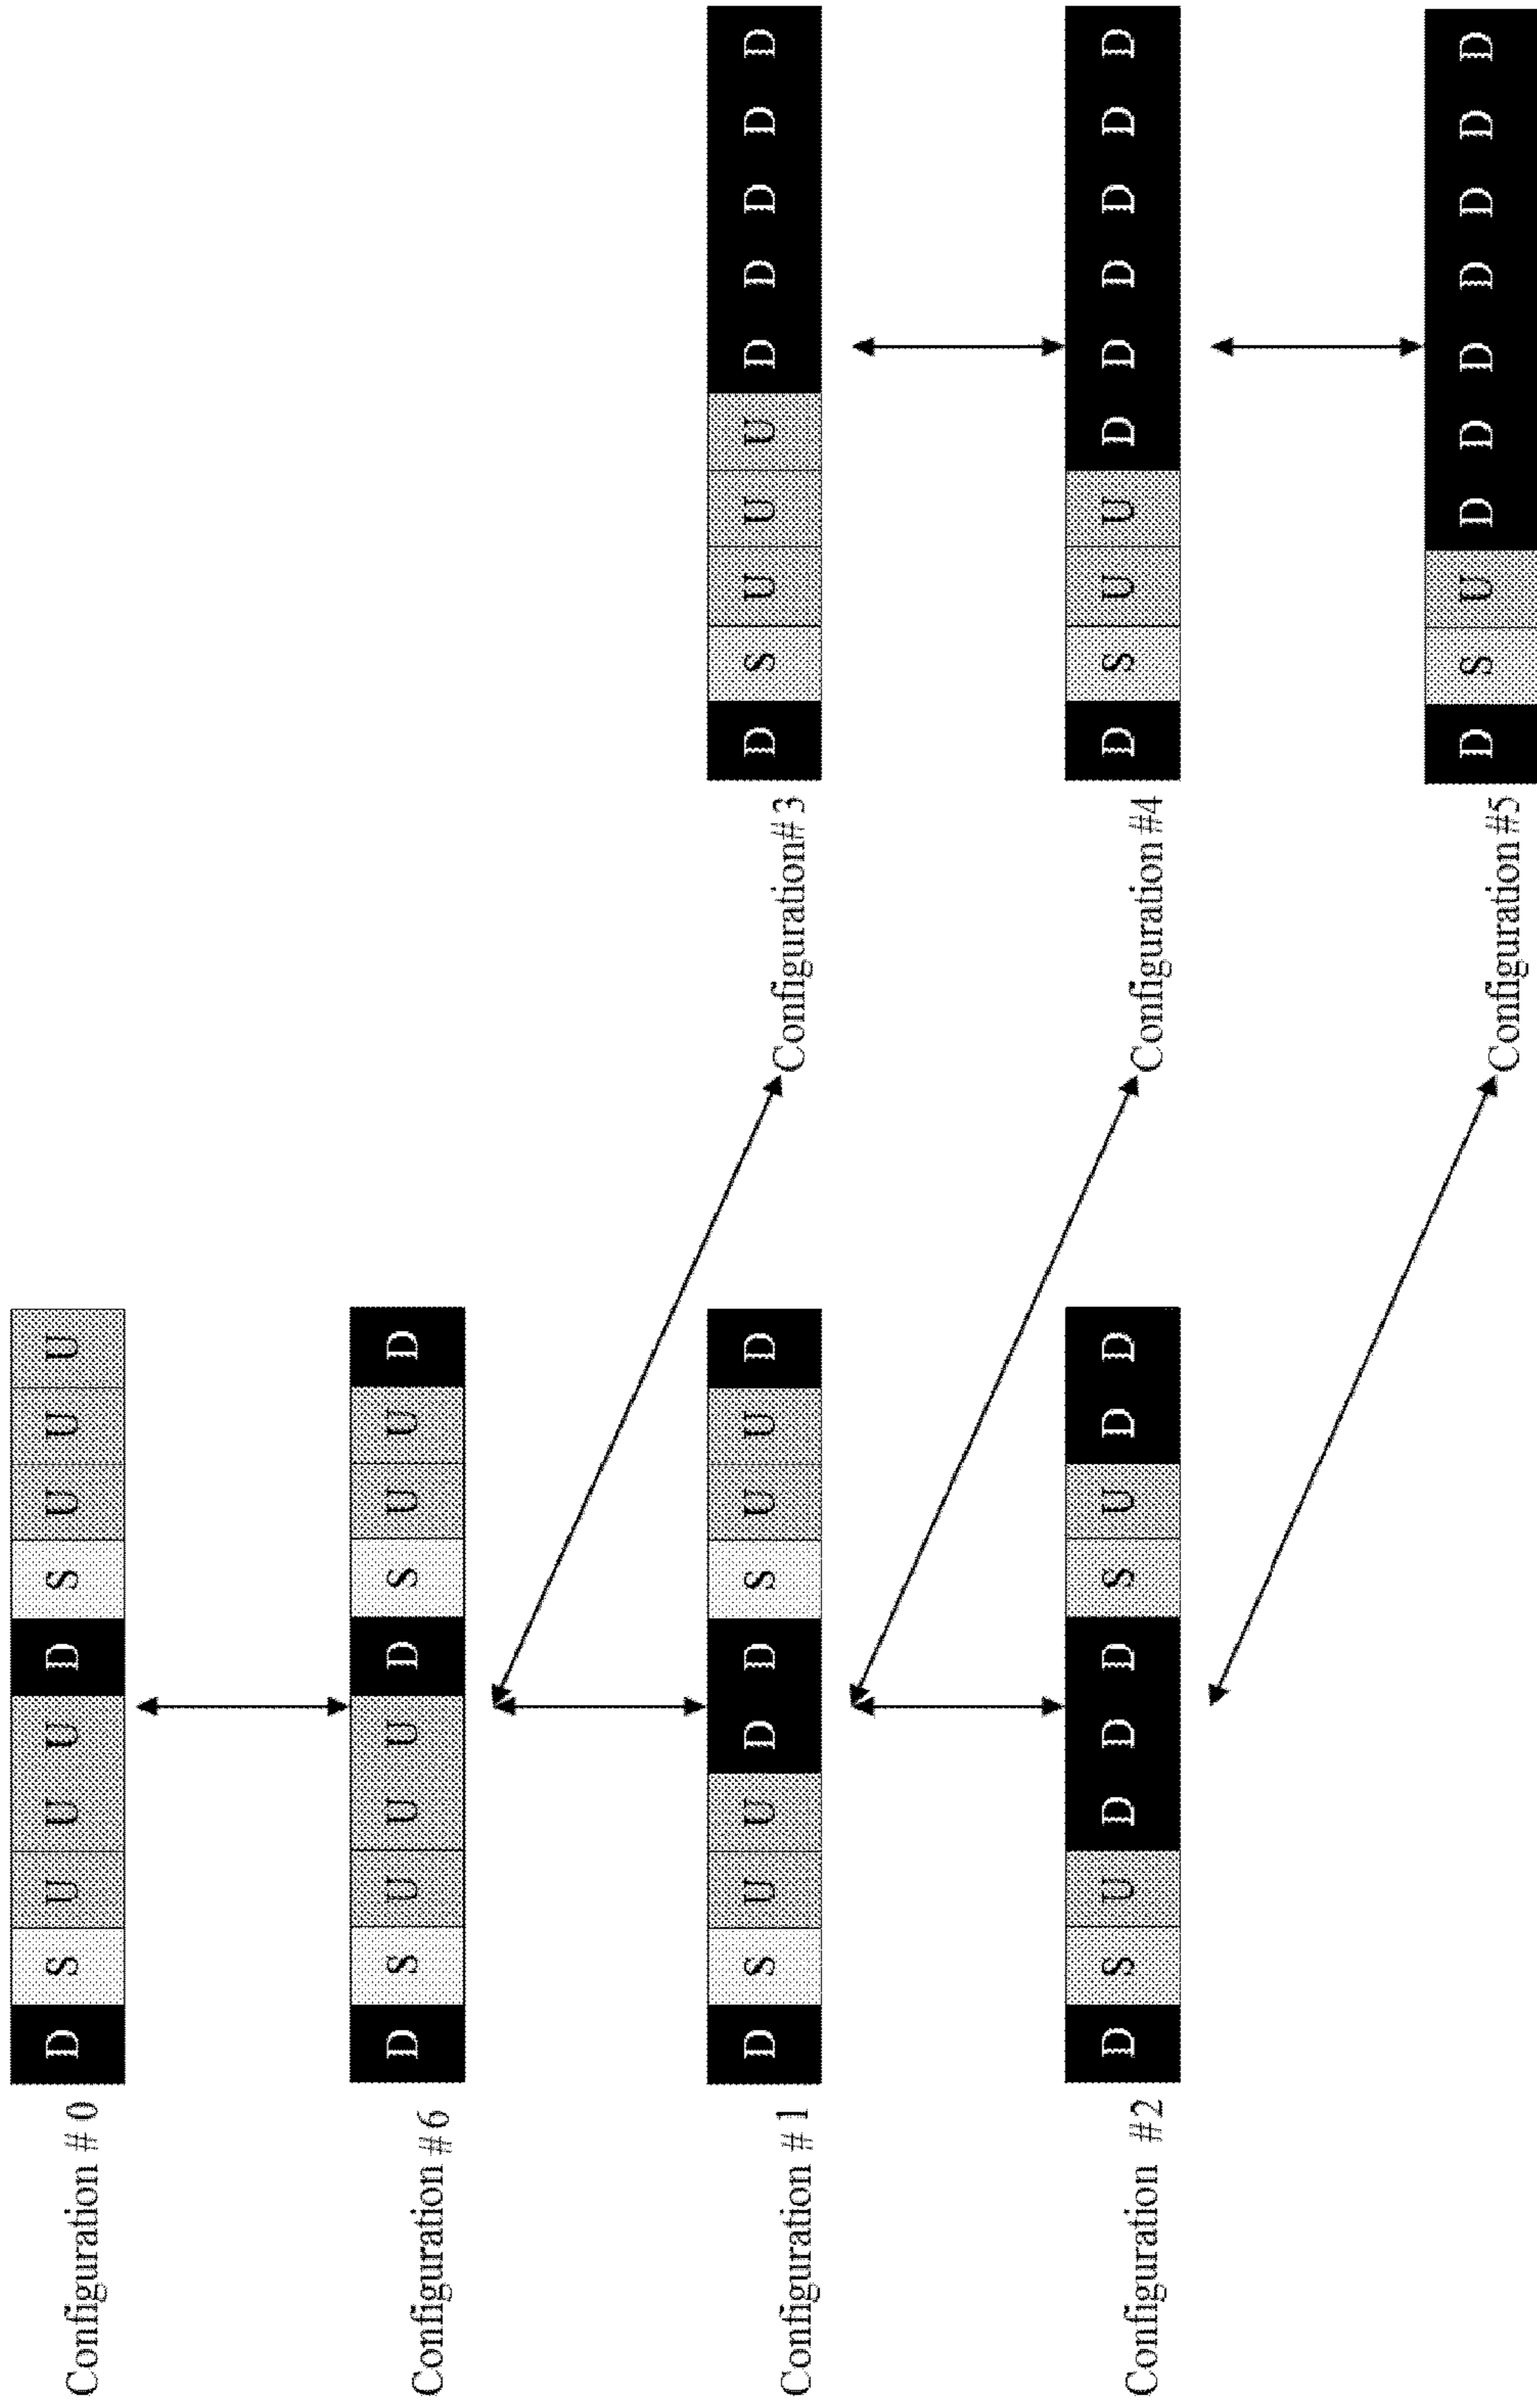 Configuration # 0 D S U U U D S U U U
Configuration # 6 D S U U U D S U U D
Configuration # 1 D S U U D D S U U D
Configuration# 3 D S U U U D D D D D
Configuration #2 D S U D D D S U D D
Configuration #4 D S U U D D D D D D
Configuration #5 D S U D D D D D D D